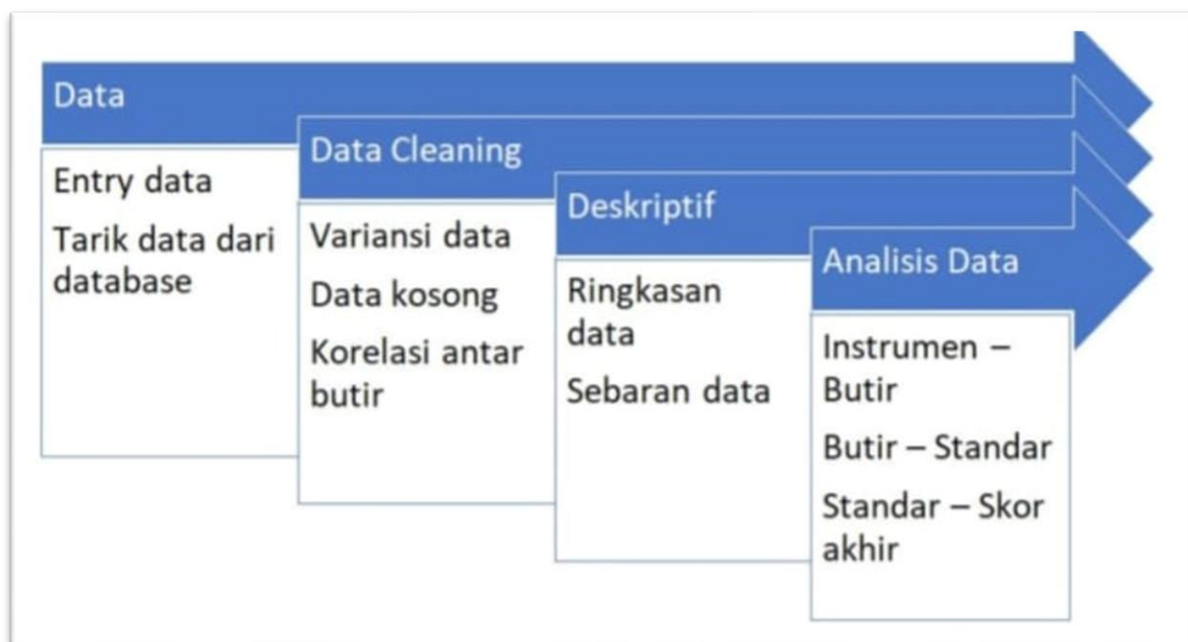 Data
Entry data
Tarik data dari
database
Data Cleaning
Variansi data
Data kosong
Korelasi antar
butir
Deskriptif
Ringkasan
data
Sebaran data
Analisis Data
Instrumen –
Butir
Butir – Standar
Standar – Skor
akhir